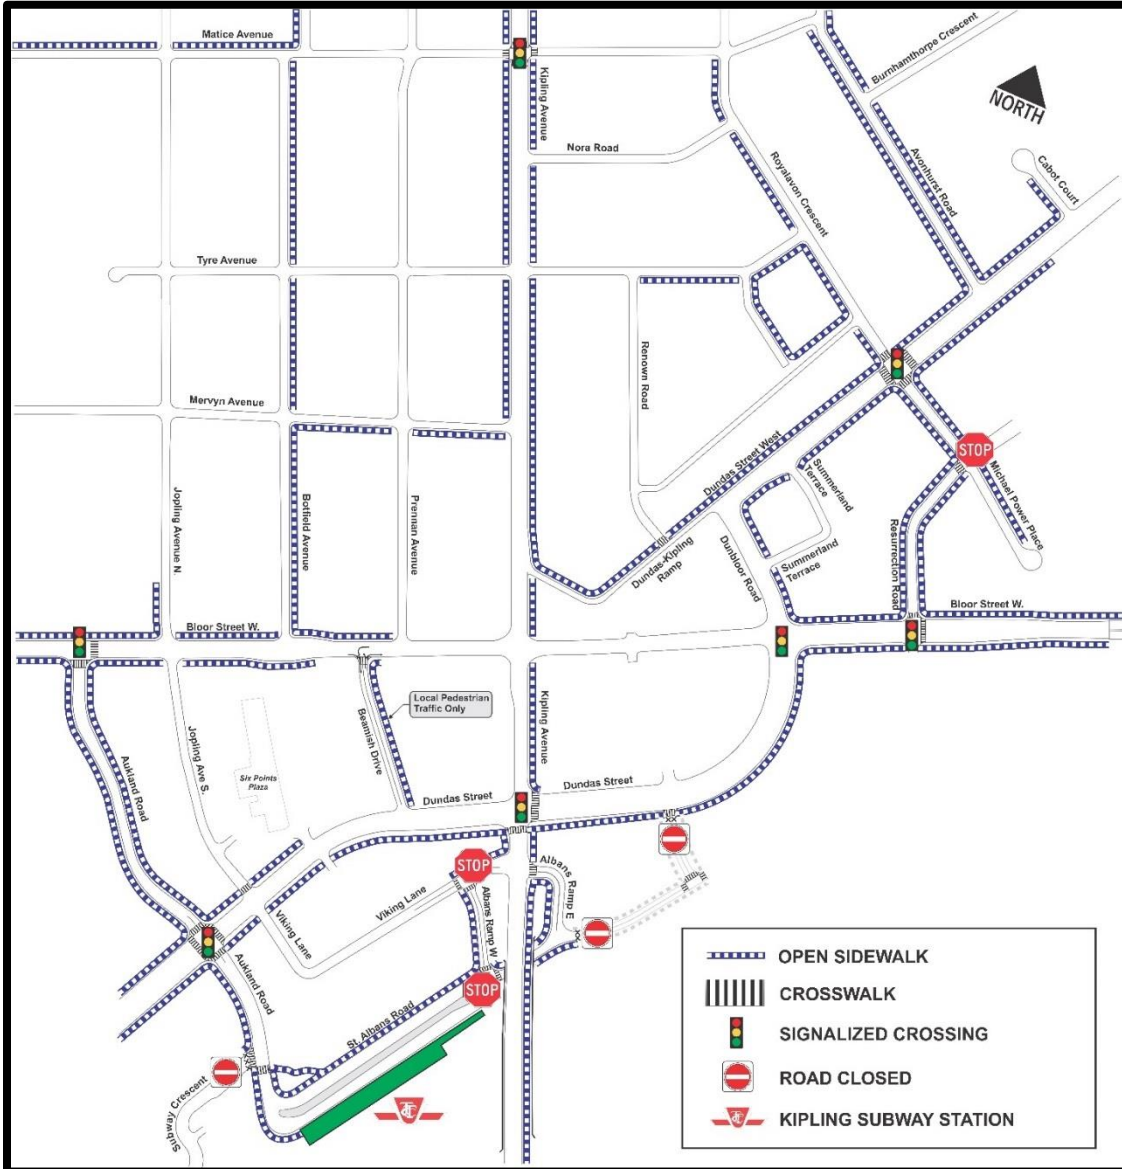 Matice Avenue
Kipling Avenue
Burnhamthorpe Crescent
NORTH
Nora Road
Royalavon Crescent
Avonhurst Road
Cabot Court
Tyre Avenue
Renown Road
Mervyn Avenue
Jopling Avenue N.
Botfield Avenue
Prennan Avenue
Dundas Street West
Summerland
Terrace
STOP
Michael Power Place
Dundas-Kipling
Ramp
Dunbloor Road
Summerland
Terrace
Resurrection Road
Bloor Street W.
Bloor Street W.
Local Pedestrian
Traffic Only
Kipling Avenue
Beamish Drive
Jopling Ave S.
Six Points
Plaza
Aukland Road
Dundas Street
Dundas Street
STOP
Albans
Ramp E
Viking Lane
Albans Ramp W
Viking Lane
Aukland Road
STOP
St. Albans Road
Subway Crescent
OPEN SIDEWALK
CROSSWALK
SIGNALIZED CROSSING
ROAD CLOSED
KIPLING SUBWAY STATION